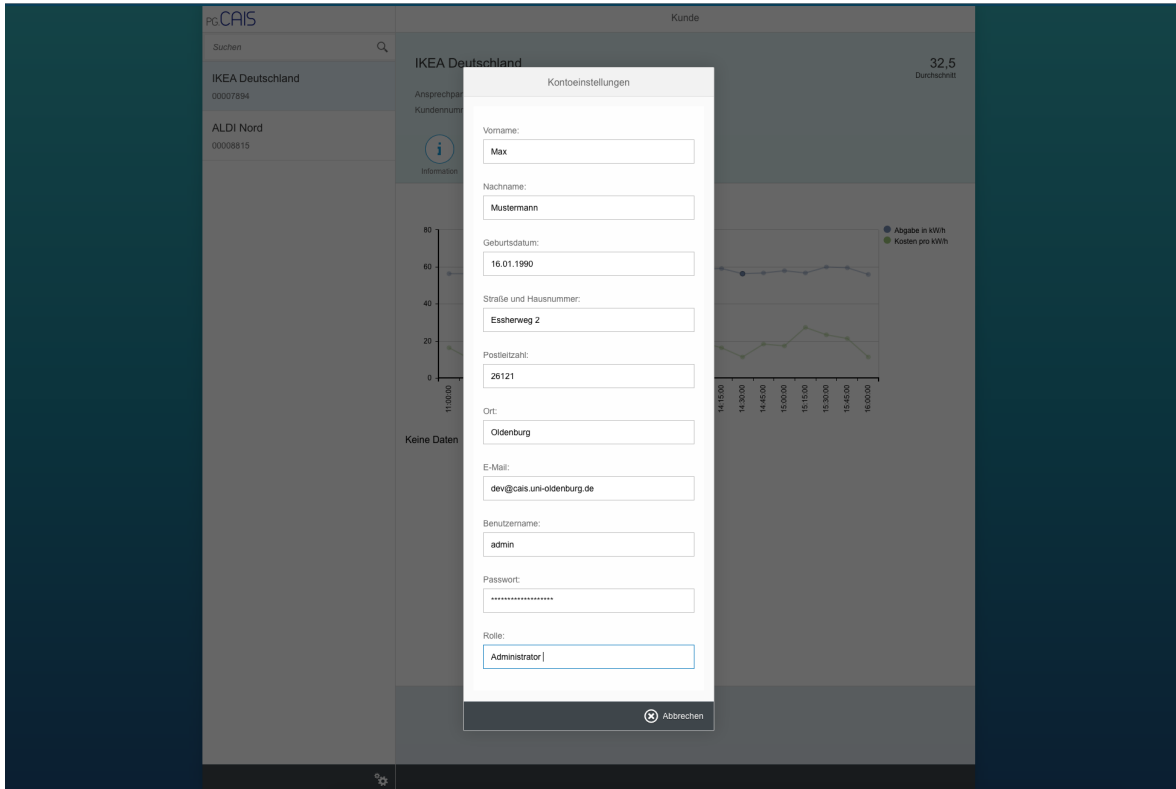 PG CAIS
Kunde
Suchen
IKEA Deutschland
00007894
ALDI Nord
00008815
IKEA Deutschland
32,5
Durchschnitt
Ansprechpar
Kundennumm
Information
Kontoeinstellungen
Vorname:
Max
Nachname:
Mustermann
Geburtsdatum:
16.01.1990
Straße und Hausnummer:
Essherweg 2
Postleitzahl:
26121
Ort:
Oldenburg
E-Mail:
dev@cais.uni-oldenburg.de
Benutzername:
admin
Passwort:
*******************
Rolle:
Administrator
Abbrechen
80
60
40
20
0
11:00:00
14:15:00
14:30:00
14:45:00
15:00:00
15:15:00
15:30:00
15:45:00
16:00:00
Abgabe in kW/h
Kosten pro kW/h
Keine Daten